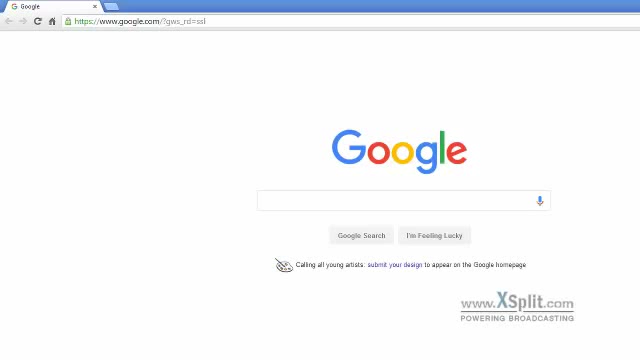 Google
https://www.google.com/?gws_rd=ssl
Google
Google Search
I'm Feeling Lucky
Calling all young artists: submit your design to appear on the Google homepage
www.XSplit.com
POWERING BROADCASTING